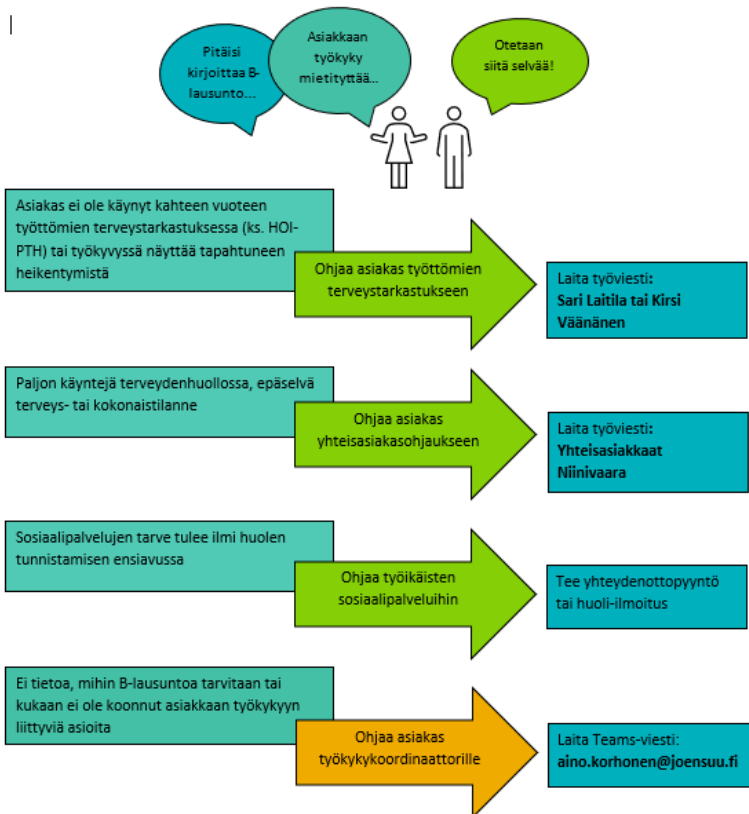 Pitäisi
kirjoittaa B-
lausunto...
Asiakkaan
työkyky
mietityttää...
Otetaan
siitä selvää!
Asiakas ei ole käynyt kahteen vuoteen
työttömien terveystarkastuksessa (ks. HOI-
PTH) tai työkyvyssä näyttää tapahtuneen
heikentymistä
Ohjaa asiakas työttömien
terveystarkastukseen
Laita työviesti:
Sari Laitila tai Kirsi
Väänänen
Paljon käyntejä terveydenhuollossa, epäselvä
terveys- tai kokonaistilanne
Ohjaa asiakas
yhteisasiakasohjaukseen
Laita työviesti:
Yhteisasiakkaat
Niinivaara
Sosiaalipalvelujen tarve tulee ilmi huolen
tunnistamisen ensiavussa
Ohjaa työikäisten
sosiaalipalveluihin
Tee yhteydenottopyyntö
tai huoli-ilmoitus
Ei tietoa, mihin B-lausuntoa tarvitaan tai
kukaan ei ole koonnut asiakkaan työkykyyn
liittyviä asioita
Ohjaa asiakas
työkykykoordinaattorille
Laita Teams-viesti:
aino.korhonen@joensuu.fi